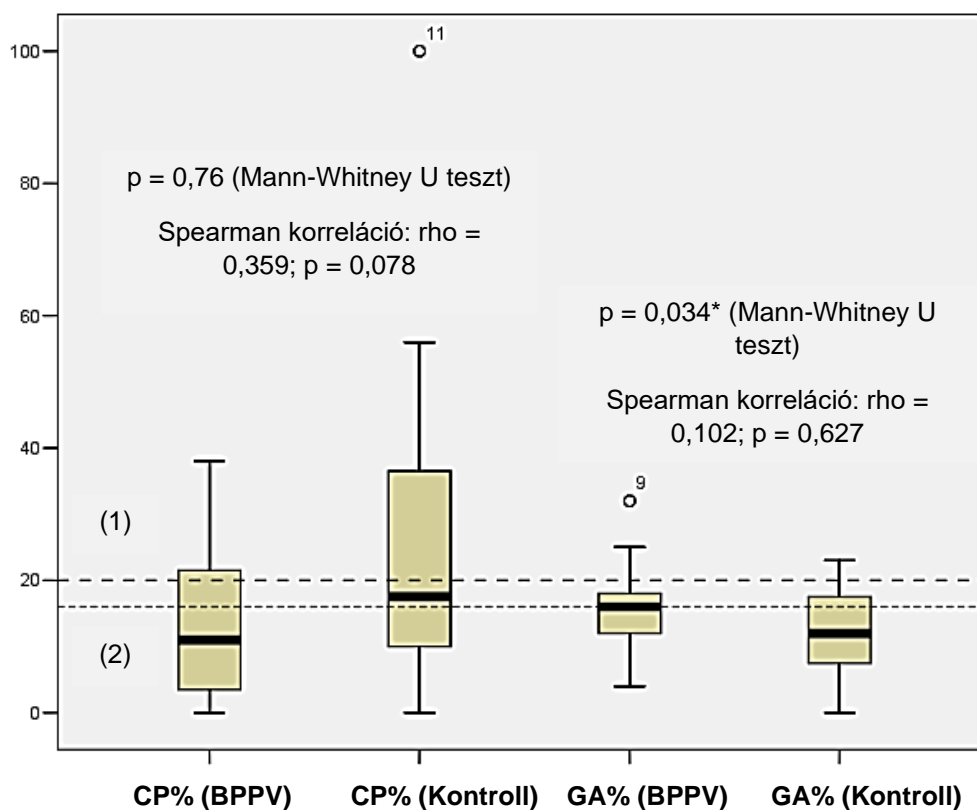 100
11
80
p = 0,76 (Mann-Whitney U teszt)
Spearman korreláció: rho =
0,359; p = 0,078
60
p = 0,034* (Mann-Whitney U
teszt)
Spearman korreláció: rho =
0,102; p = 0,627
40
9
(1)
20
(2)
0
CP% (BPPV)
CP% (Kontroll)
GA% (BPPV)
GA% (Kontroll)